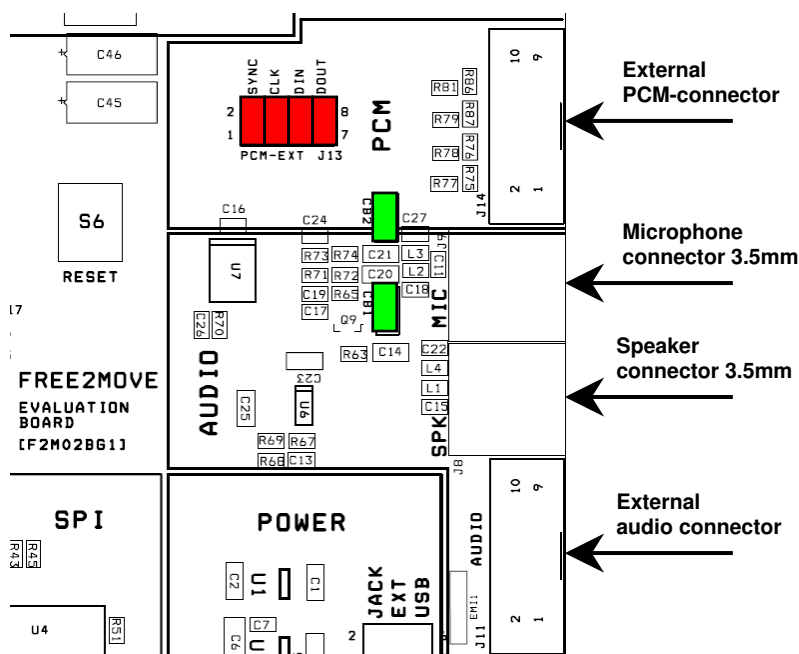 External
PCM-connector
Microphone
connector 3.5mm
Speaker
connector 3.5mm
External
audio connector
C46
C45
S6
RESET
17
FREE2MOVE
EVALUATION
BOARD
[F2M02BG1]
SYNC
CLK
DIN
DOUT
2
8
1
7
PCM-EXT J13
PCM
R81
R86
R79
R87
R78
R76
R77
R75
J14
10
9
2
1
C16
U7
C26
R70
AUDIO
C24
CB2
C27
R73
R74
C21
L3
J6
C11
R71
R72
C20
L2
C19
R65
C18
C17
CB1
MIC
Q9
R63
C14
C22
C23
L4
L1
C25
U6
C15
SPK
R69
R67
R68
C13
J8
SPI
R43
R45
U4
R51
POWER
C2
U1
C1
C7
C6
U
JACK
EXT
USB
2
EMI1
AUDIO
J11
10
9
2
1